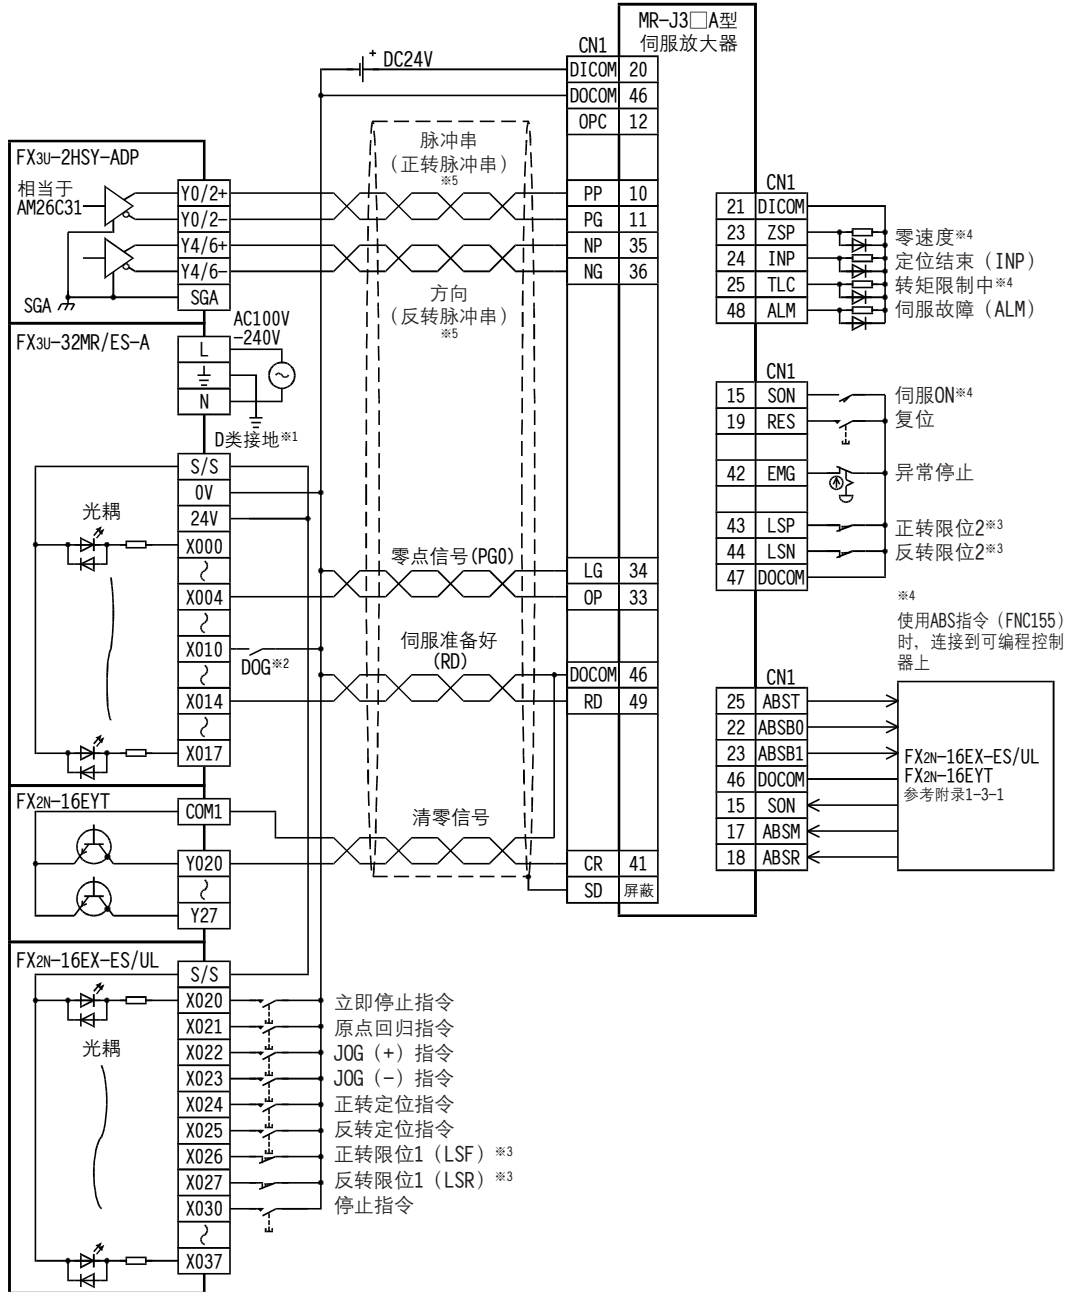 MR-J3□A型
伺服放大器
CN1
DC24V
+
DICOM 20
DOCOM 46
OPC 12
PP 10
PG 11
NP 35
NG 36
LG 34
OP 33
DOCOM 46
RD 49
CR 41
SD 屏蔽
FX3U-2HSY-ADP
相当于
AM26C31
Y0/2+
Y0/2-
Y4/6+
Y4/6-
SGA
SGA
脉冲串
(正转脉冲串)
※5
方向
(反转脉冲串)
※5
FX3U-32MR/ES-A
L
N
AC100V
-240V
D类接地※1
S/S
0V
24V
X000
X004
X010
X014
X017
光耦
DOG※2
零点信号(PG0)
伺服准备好
(RD)
FX2N-16EYT
COM1
Y020
Y27
清零信号
FX2N-16EX-ES/UL
S/S
光耦
X020 立即停止指令
X021 原点回归指令
X022 JOG(+)指令
X023 JOG(-)指令
X024 正转定位指令
X025 反转定位指令
X026 正转限位1(LSF)※3
X027 反转限位1(LSR)※3
X030 停止指令
X037
CN1
21 DICOM
23 ZSP 零速度※4
24 INP 定位结束(INP)
25 TLC 转矩限制中※4
48 ALM 伺服故障(ALM)
CN1
15 SON 伺服ON※4
19 RES 复位
42 EMG 异常停止
43 LSP 正转限位2※3
44 LSN 反转限位2※3
47 DOCOM
※4
使用ABS指令(FNC155)
时，连接到可编程控制
器上
CN1
25 ABST
22 ABSB0
23 ABSB1
46 DOCOM
15 SON
17 ABSM
18 ABSR
FX2N-16EX-ES/UL
FX2N-16EYT
参考附录1-3-1